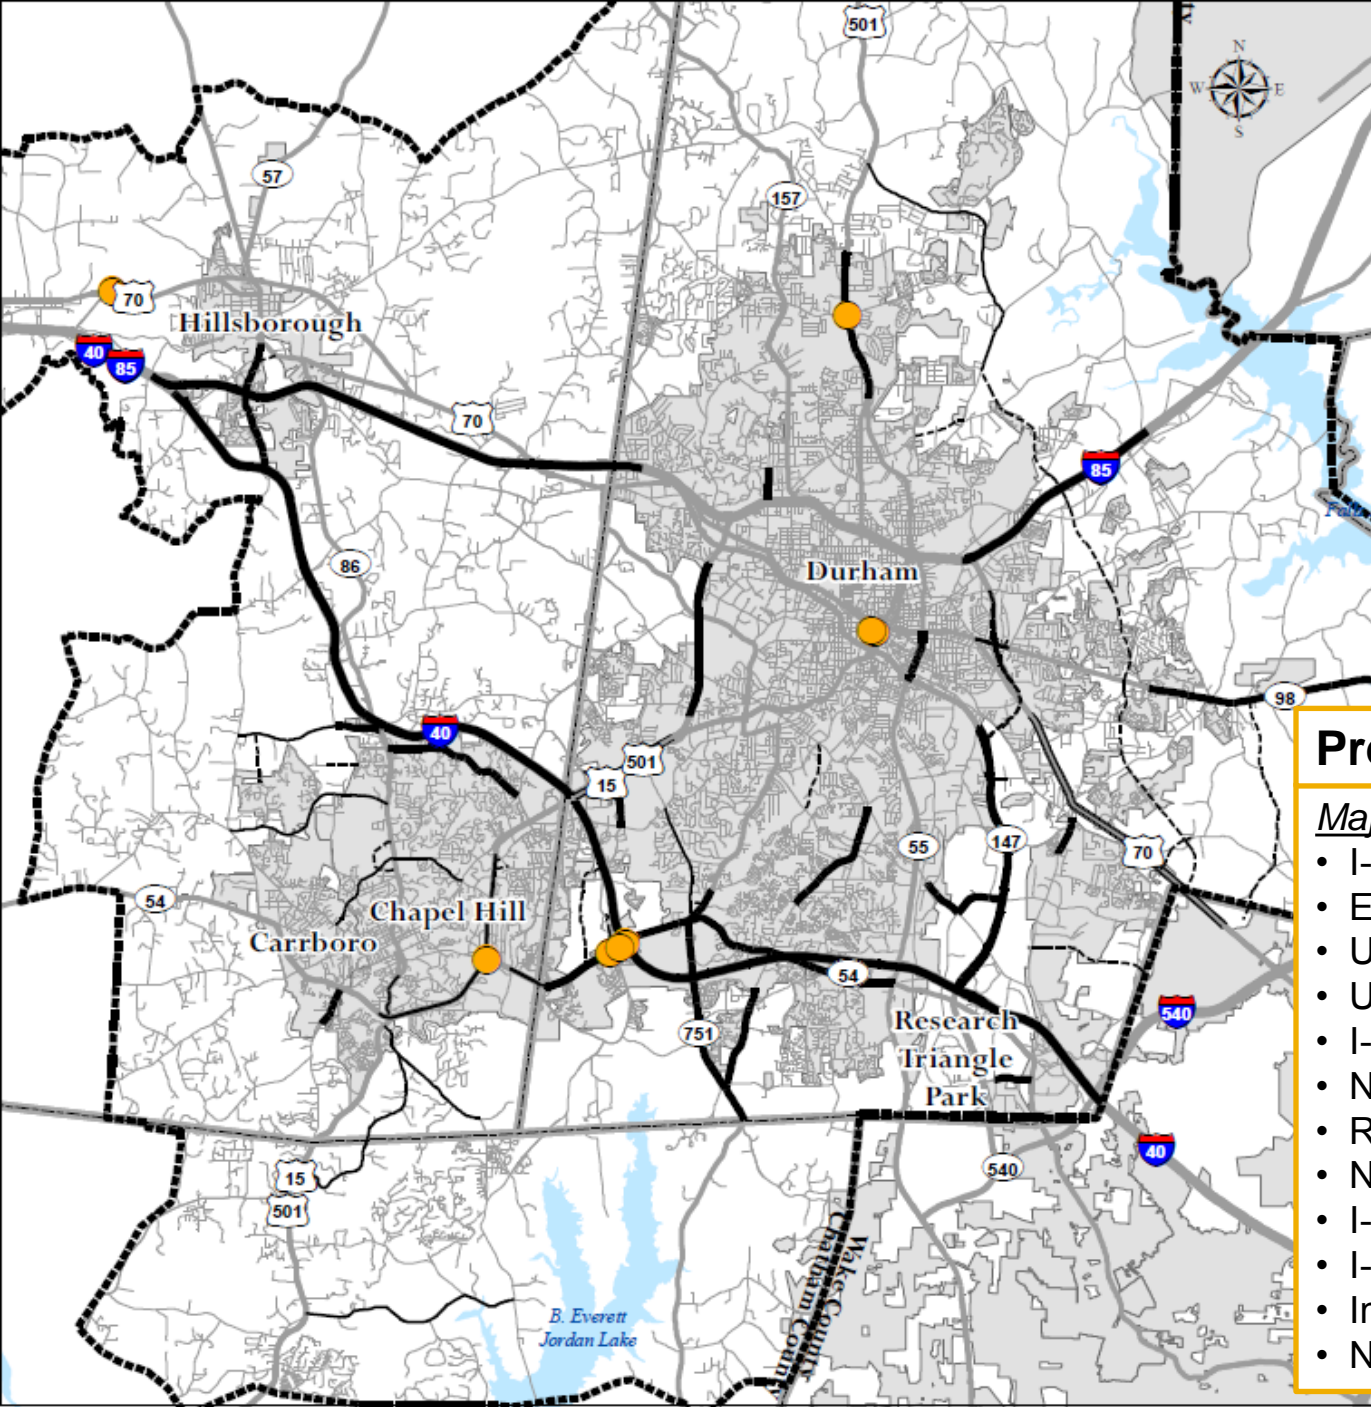 501
N
W
E
S
57
157
70
Hillsborough
40
85
70
85
86
Durham
98
40
501
15
55
147
70
54
Chapel Hill
Carrboro
54
751
Research
Triangle
Park
540
40
540
15
501
B. Everett
Jordan Lake
Wake County
Chatham County
• I-
• E
• U
• U
• I-
• N
• R
• N
• I-
• I-
• N